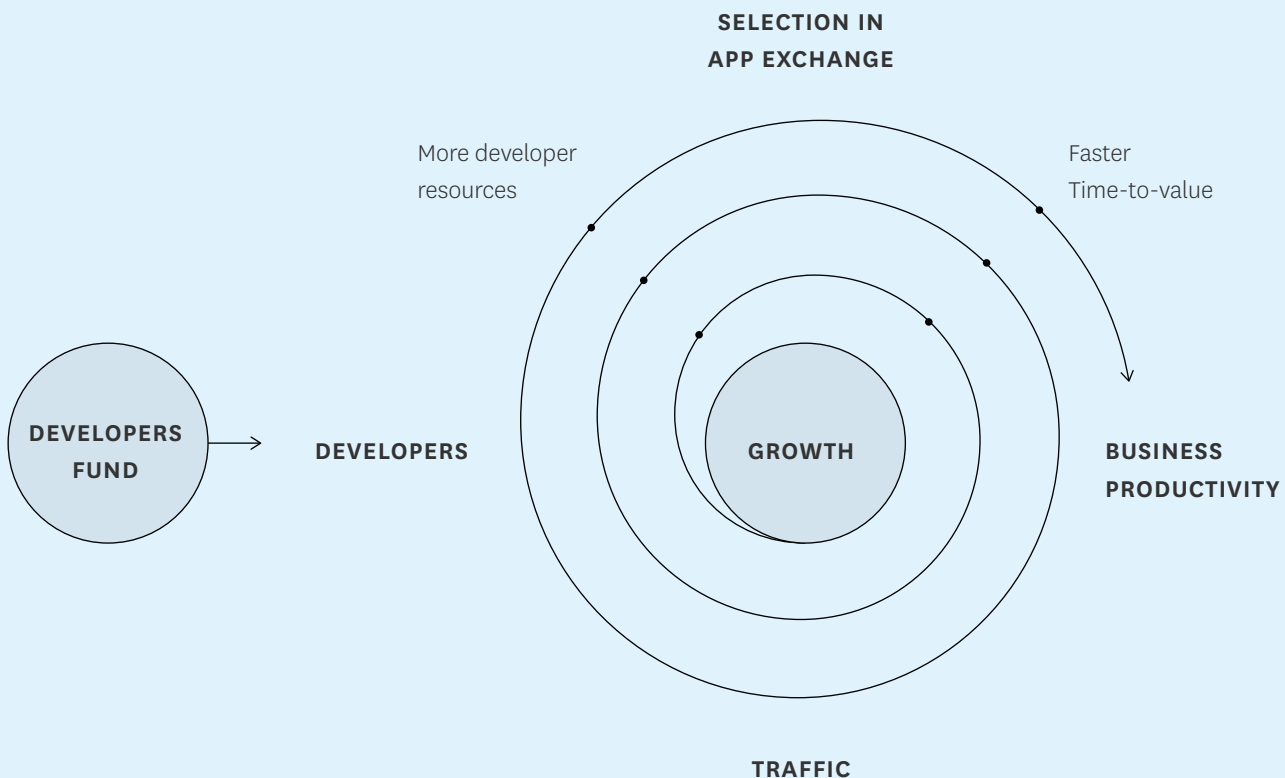 SELECTION IN
APP EXCHANGE
More developer
resources
Faster
Time-to-value
DEVELOPERS
FUND
DEVELOPERS
GROWTH
BUSINESS
PRODUCTIVITY
TRAFFIC